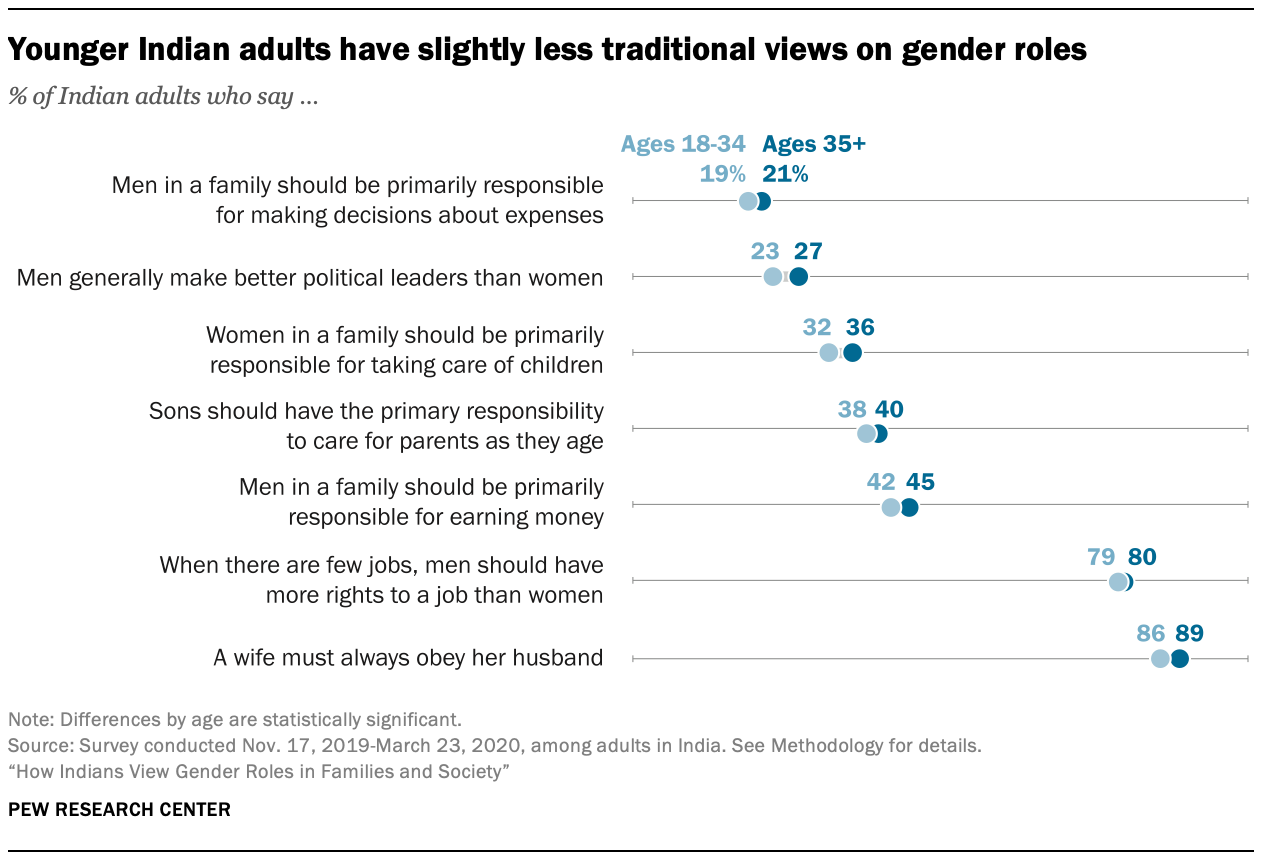 Younger Indian adults have slightly less traditional views on gender roles
% of Indian adults who say ...
Ages 18-34 Ages 35+
19% 21%
Men in a family should be primarily responsible
for making decisions about expenses
23 27
Men generally make better political leaders than women
32 36
Women in a family should be primarily
responsible for taking care of children
38 40
Sons should have the primary responsibility
to care for parents as they age
42 45
Men in a family should be primarily
responsible for earning money
79 80
When there are few jobs, men should have
more rights to a job than women
86 89
A wife must always obey her husband
Note: Differences by age are statistically significant.
Source: Survey conducted Nov. 17, 2019-March 23, 2020, among adults in India. See Methodology for details.
“How Indians View Gender Roles in Families and Society”
PEW RESEARCH CENTER